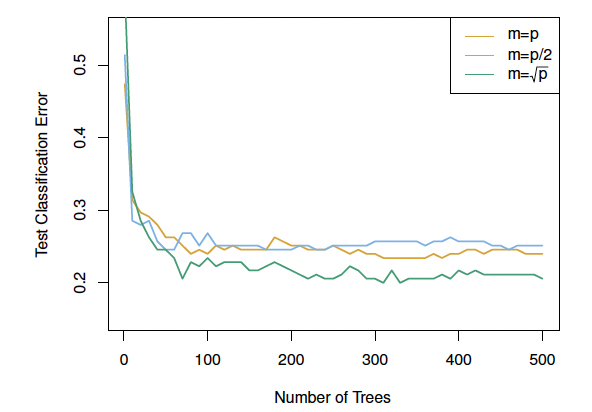 m=p
m=p/2
m=√p
0.5
0.4
0.3
0.2
Test Classification Error
0 100 200 300 400 500
Number of Trees